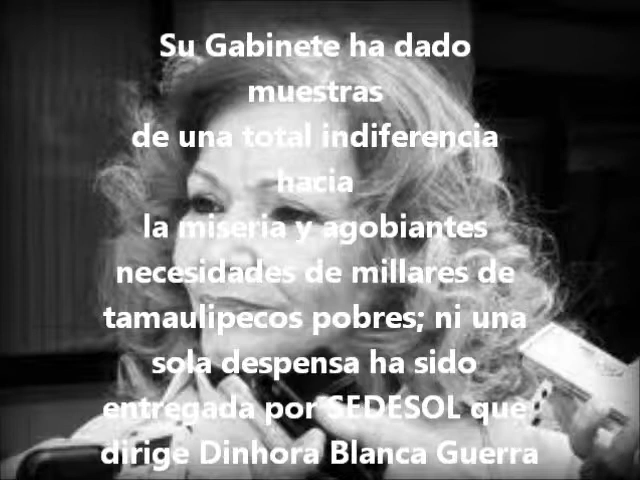 Su Gabinete ha dado
muestras
de una total indiferencia
hacia
la miseria y agobiantes
necesidades de millares de
tamaulipecos pobres; ni una
sola despensa ha sido
entregada por SEDESOL que
dirige Dinhora Blanca Guerra